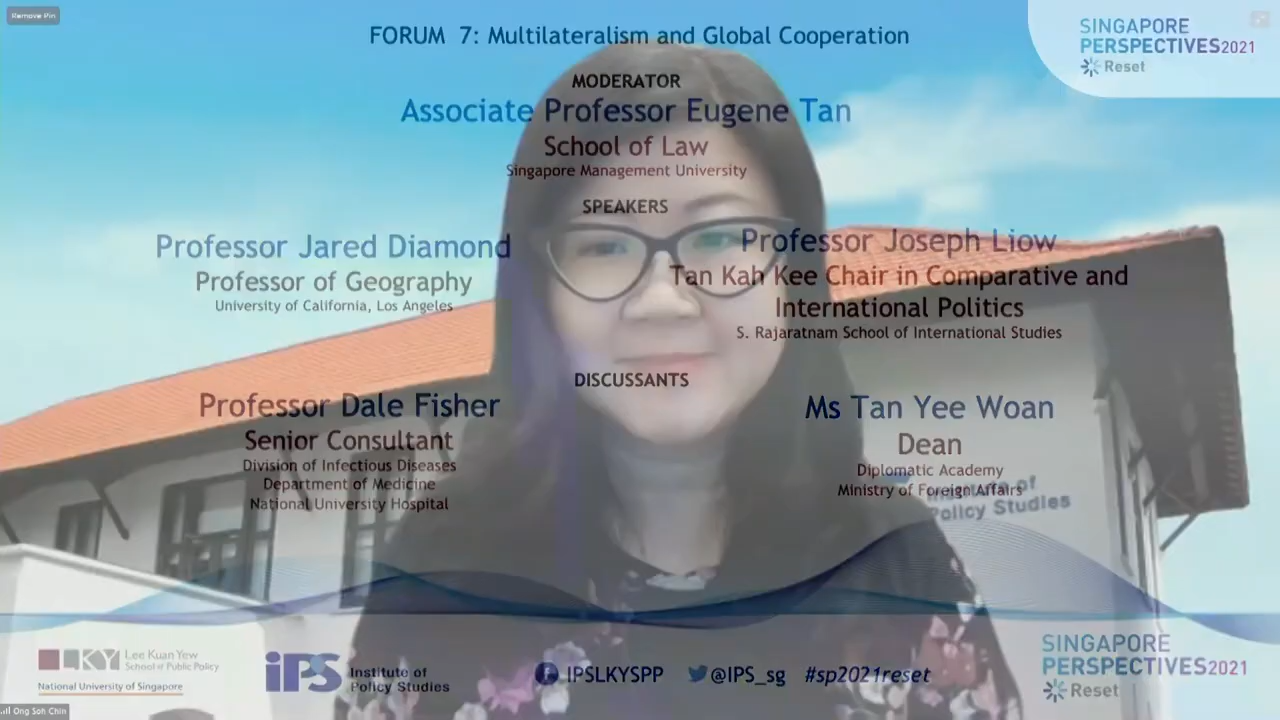 Remove Pin
FORUM 7: Multilateralism and Global Cooperation
SINGAPORE
PERSPECTIVES2021
Reset
MODERATOR
Associate Professor Eugene Tan
School of Law
Singapore Management University
SPEAKERS
Professor Jared Diamond
Professor of Geography
University of California, Los Angeles
Professor Joseph Liow
Tan Kah Kee Chair in Comparative and
International Politics
S. Rajaratnam School of International Studies
DISCUSSANTS
Professor Dale Fisher
Senior Consultant
Division of Infectious Diseases
Department of Medicine
National University Hospital
Ms Tan Yee Woan
Dean
Diplomatic Academy
Ministry of Foreign Affairs
Institute of
Policy Studies
LKY Lee Kuan Yew
School of Public Policy
National University of Singapore
iPS Institute of
Policy Studies
IPSLKYSPP @IPS_sg #sp2021reset
SINGAPORE
PERSPECTIVES2021
Reset
Ong Soh Chin